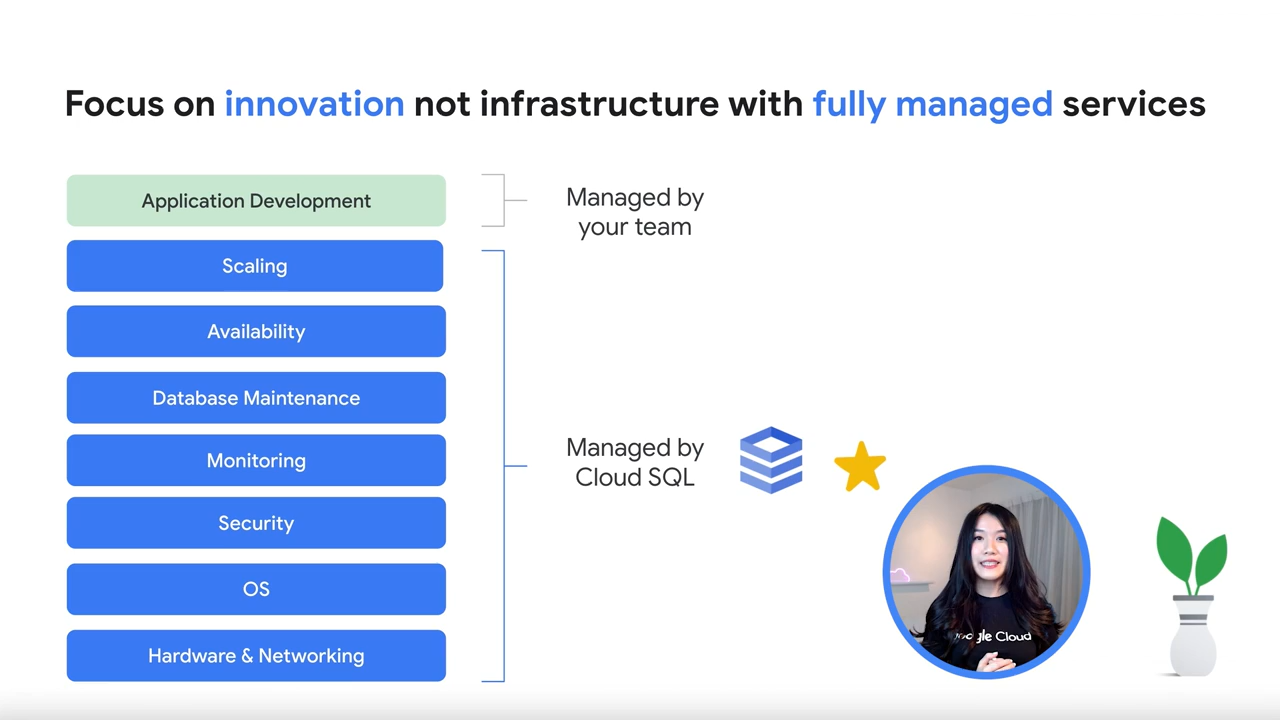 Focus on innovation not infrastructure with fully managed services
Application Development
Managed by
your team
Scaling
Availability
Database Maintenance
Monitoring
Managed by
Cloud SQL
Security
OS
Hardware & Networking
Cloud